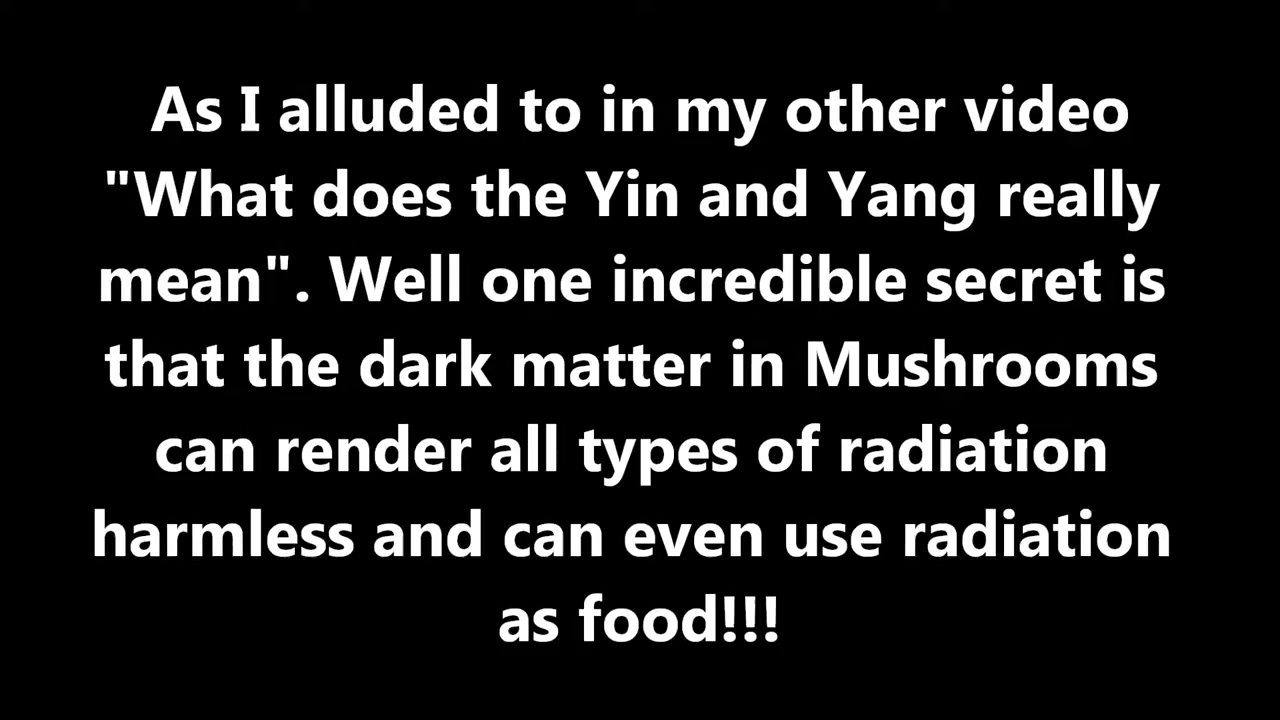 As I alluded to in my other video
"What does the Yin and Yang really
mean". Well one incredible secret is
that the dark matter in Mushrooms
can render all types of radiation
harmless and can even use radiation
as food!!!